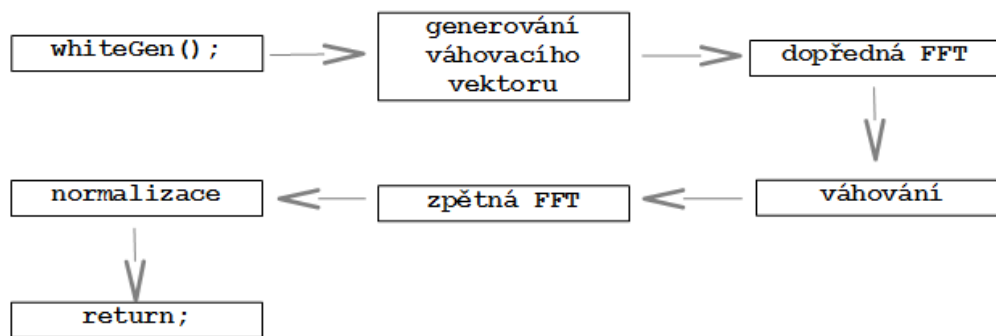 whiteGen();
generování
váhovacího
vektoru
dopředná FFT
váhování
zpětná FFT
normalizace
return;